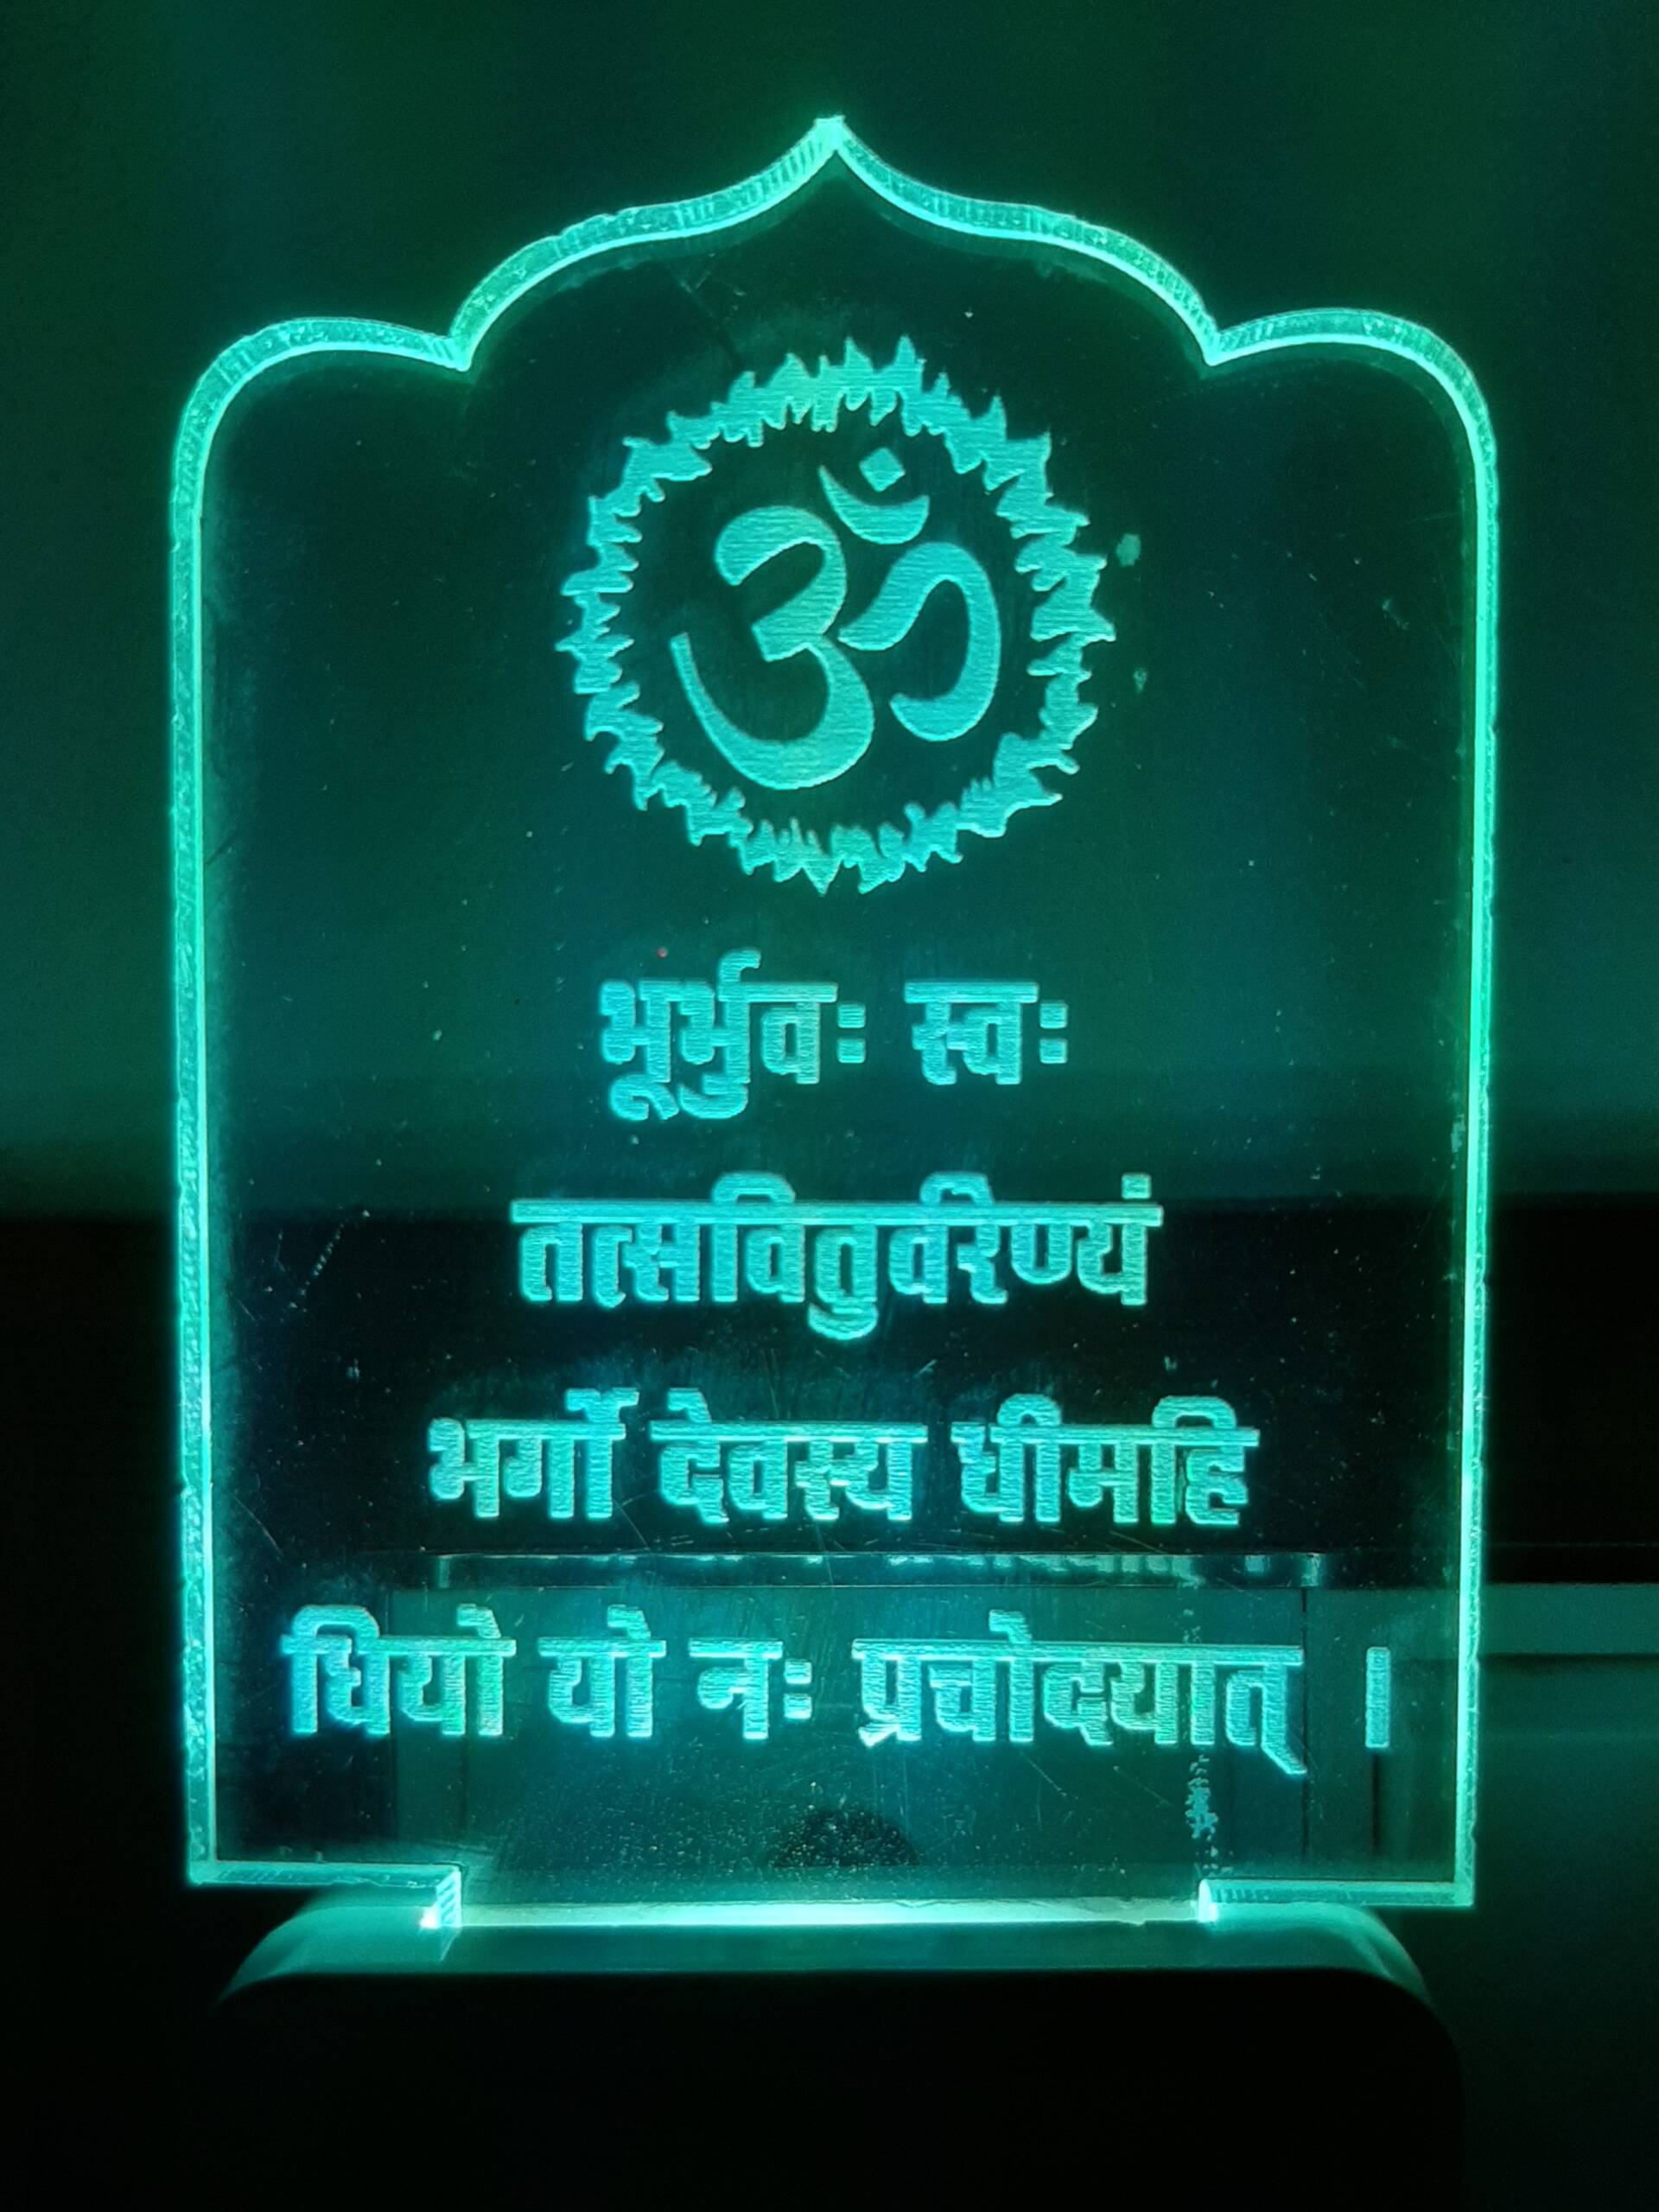 ॐ
भूर्भुवः स्वः
तत्सवितुवरिण्यं
भर्गो देवस्य धीमहि
धियो यो नः प्रचोदयात् ।